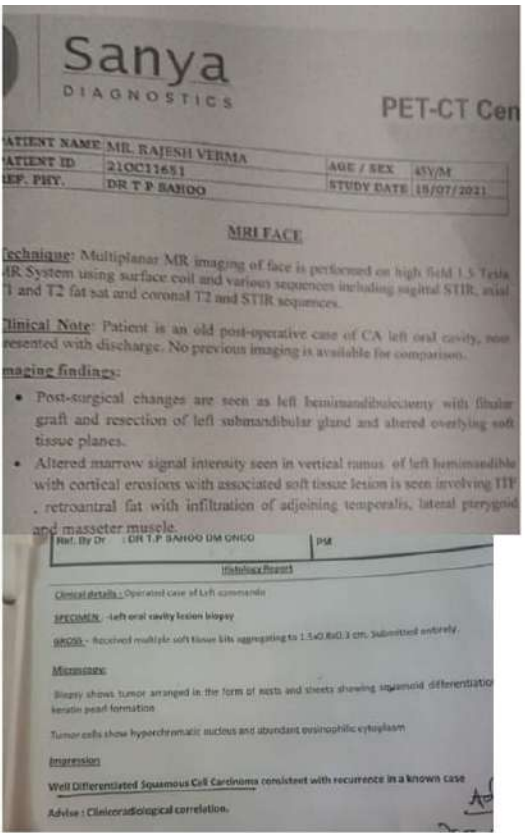 Sanya
DIAGNOSTICS
PET-CT Cen
PATIENT NAME MR. RAJESH VERMA
PATIENT ID 21OC11651 AGE / SEX 45Y/M
REF. PHY. DR T P SAHOO STUDY DATE 15/07/2021
MRI FACE
Technique: Multiplanar MR imaging of face is performed on high field 1.5 Tesla
MR System using surface coil and various sequences including sagittal STIR, axial
T1 and T2 fat sat and coronal T2 and STIR sequences.
Clinical Note: Patient is an old post-operative case of CA left oral cavity, now
resented with discharge. No previous imaging is available for comparison.
maging findings:
• Post-surgical changes are seen as left hemimandibulectomy with fibular
graft and resection of left submandibular gland and altered overlying soft
tissue planes.
• Altered marrow signal intensity seen in vertical ramus of left hemimandible
with cortical erosions with associated soft tissue lesion is seen involving ITF
, retroantral fat with infiltration of adjoining temporalis, lateral pterygoid
and masseter muscle.
Ref. By Dr : DR T.P SAHOO DM ONCO PM
Histology Report
Clinical details : Operated case of Left commando
SPECIMEN -Left oral cavity lesion biopsy
GROSS - Received multiple soft tissue bits aggregating to 1.5x0.8x0.3 cm. Submitted entirely.
Microscopy:
Biopsy shows tumor arranged in the form of nests and sheets showing squamoid differentiatio
keratin pearl formation
Tumor cells show hyperchromatic nucleus and abundant eosinophilic cytoplasm
Impression
Well Differentiated Squamous Cell Carcinoma consistent with recurrence in a known case
Advise : Clinicoradiological correlation.